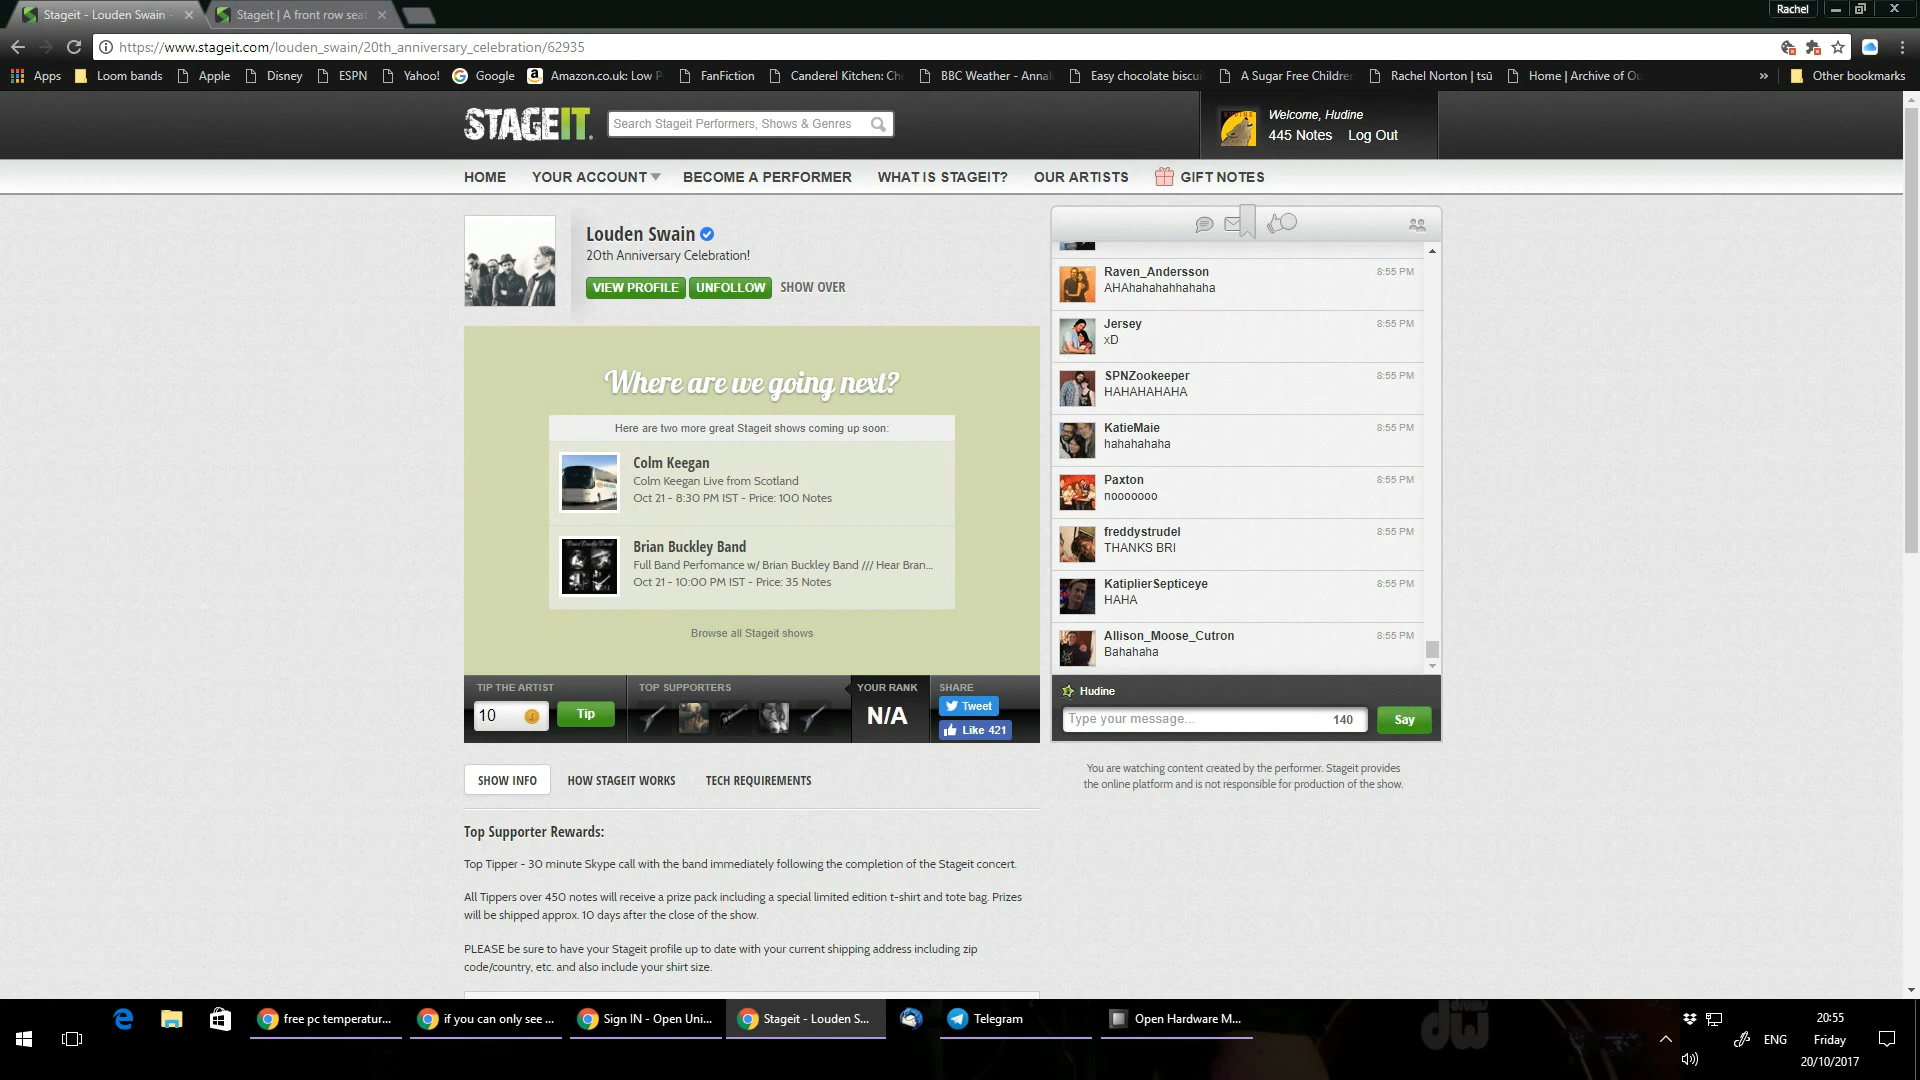 Stageit - Louden Swain -
Stageit | A front row seat
Rachel
https://www.stageit.com/louden_swain/20th_anniversary_celebration/62935
Apps
Loom bands
Apple
Disney
ESPN
Yahoo!
Google
Amazon.co.uk: Low P
FanFiction
Canderel Kitchen: Ch
BBC Weather - Annal
Easy chocolate biscui
A Sugar Free Childre
Rachel Norton | tsū
Home | Archive of Ou
»
Other bookmarks
STAGEIT
Search Stageit Performers, Shows & Genres
Welcome, Hudine
445 Notes Log Out
HOME
YOUR ACCOUNT
BECOME A PERFORMER
WHAT IS STAGEIT?
OUR ARTISTS
GIFT NOTES
Louden Swain
20th Anniversary Celebration!
VIEW PROFILE UNFOLLOW SHOW OVER
Where are we going next?
Here are two more great Stageit shows coming up soon:
Colm Keegan
Colm Keegan Live from Scotland
Oct 21 - 8:30 PM IST - Price: 100 Notes
Brian Buckley Band
Full Band Perfomance w/ Brian Buckley Band /// Hear Bran...
Oct 21 - 10:00 PM IST - Price: 35 Notes
Browse all Stageit shows
TIP THE ARTIST
10
Tip
TOP SUPPORTERS
YOUR RANK
N/A
SHARE
Tweet
Like 421
Raven_Andersson 8:55 PM
AHAhahahahhahaha
Jersey 8:55 PM
xD
SPNZookeeper 8:55 PM
HAHAHAHAHA
KatieMaie 8:55 PM
hahahahaha
Paxton 8:55 PM
nooooooo
freddystrudel 8:55 PM
THANKS BRI
KatiplierSepticeye 8:55 PM
HAHA
Allison_Moose_Cutron 8:55 PM
Bahahaha
Hudine
Type your message... 140
Say
You are watching content created by the performer. Stageit provides
the online platform and is not responsible for production of the show.
SHOW INFO
HOW STAGEIT WORKS
TECH REQUIREMENTS
Top Supporter Rewards:
Top Tipper - 30 minute Skype call with the band immediately following the completion of the Stageit concert.
All Tippers over 450 notes will receive a prize pack including a special limited edition t-shirt and tote bag. Prizes
will be shipped approx. 10 days after the close of the show.
PLEASE be sure to have your Stageit profile up to date with your current shipping address including zip
code/country, etc. and also include your shirt size.
free pc temperatur...
if you can only see ...
Sign IN - Open Uni...
Stageit - Louden S...
Telegram
Open Hardware M...
drums
dw
ENG
20:55
Friday
20/10/2017